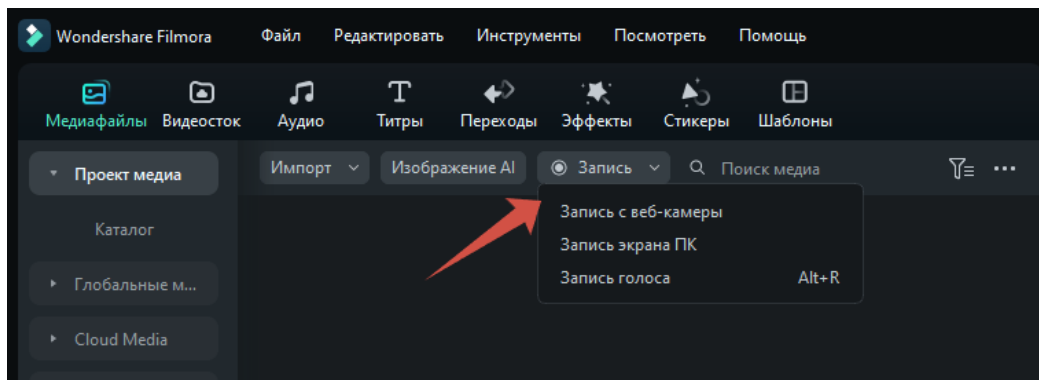 Wondershare Filmora Файл Редактировать Инструменты Посмотреть Помощь
Медиафайлы Видеосток Аудио Титры Переходы Эффекты Стикеры Шаблоны
Проект медиа Импорт Изображение AI Запись Поиск медиа
Запись с веб-камеры
Каталог
Запись экрана ПК
Запись голоса Alt+R
Глобальные м...
Cloud Media